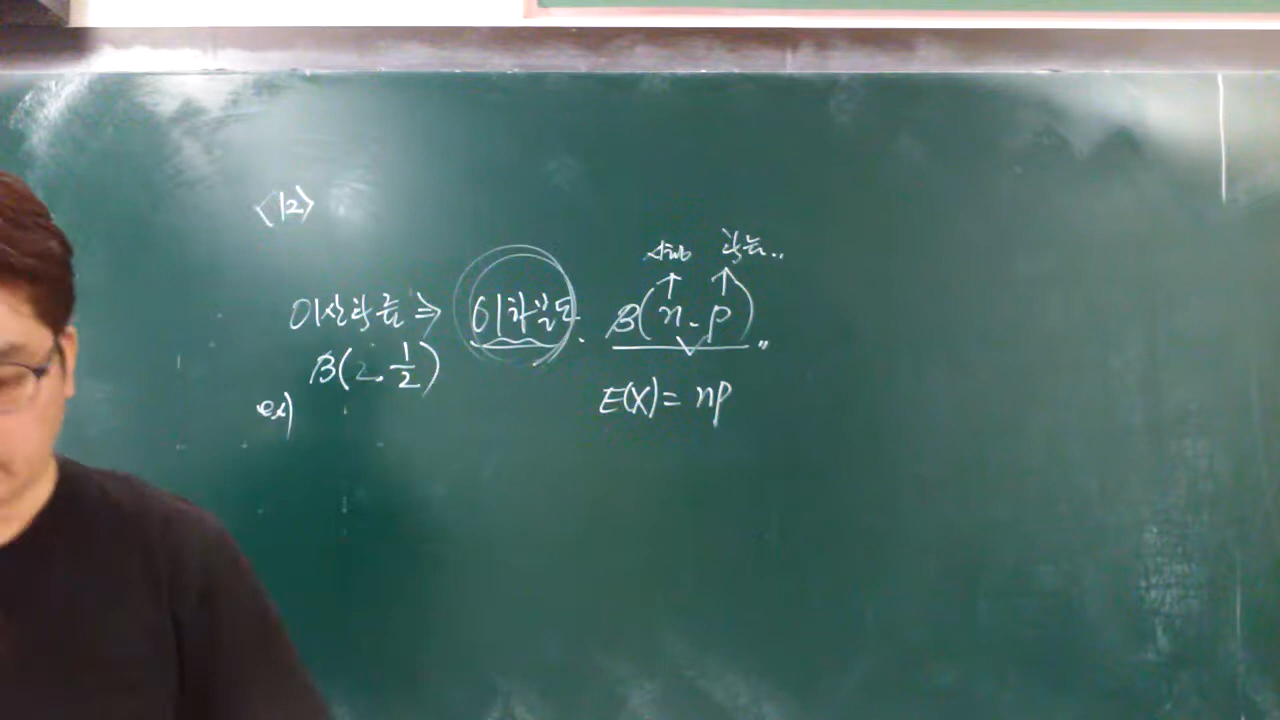 <12>
시행 확률..
이산확률 ⇒ 이항분포. B(n, p) 〃
B(2, 1/2)
E(X) = np
ex)